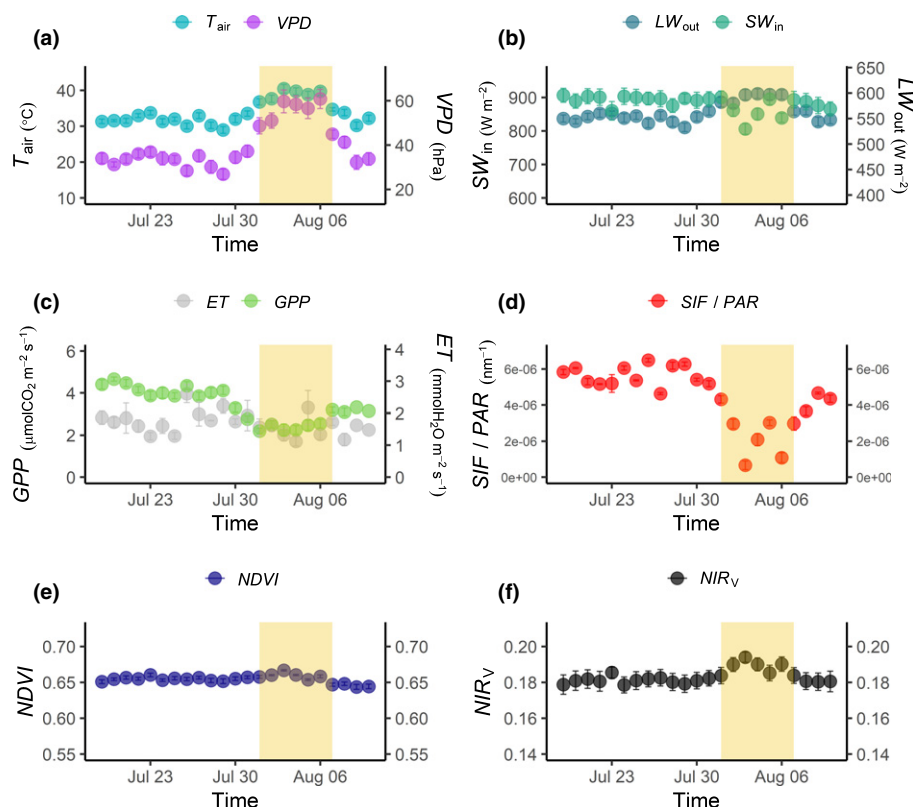 (a) T air VPD
40
30
20
10
60
40
20
T air (°C)
VPD (hPa)
Jul 23 Jul 30 Aug 06
Time
(b) LW out SW in
900
800
700
600
650
600
550
500
450
400
SW in (W m−2)
LW out (W m−2)
Jul 23 Jul 30 Aug 06
Time
(c) ET GPP
6
4
2
0
4
3
2
1
0
GPP (μmolCO2 m−2 s−1)
ET (mmolH2O m−2 s−1)
Jul 23 Jul 30 Aug 06
Time
(d) SIF / PAR
6e-06
4e-06
2e-06
0e+00
6e-06
4e-06
2e-06
0e+00
SIF / PAR (nm−1)
Jul 23 Jul 30 Aug 06
Time
(e) NDVI
0.70
0.65
0.60
0.55
0.70
0.65
0.60
0.55
NDVI
Jul 23 Jul 30 Aug 06
Time
(f) NIRV
0.20
0.18
0.16
0.14
0.20
0.18
0.16
0.14
NIRV
Jul 23 Jul 30 Aug 06
Time